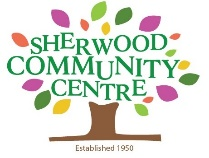 SHERWOOD
COMMUNITY
CENTRE
Established 1950